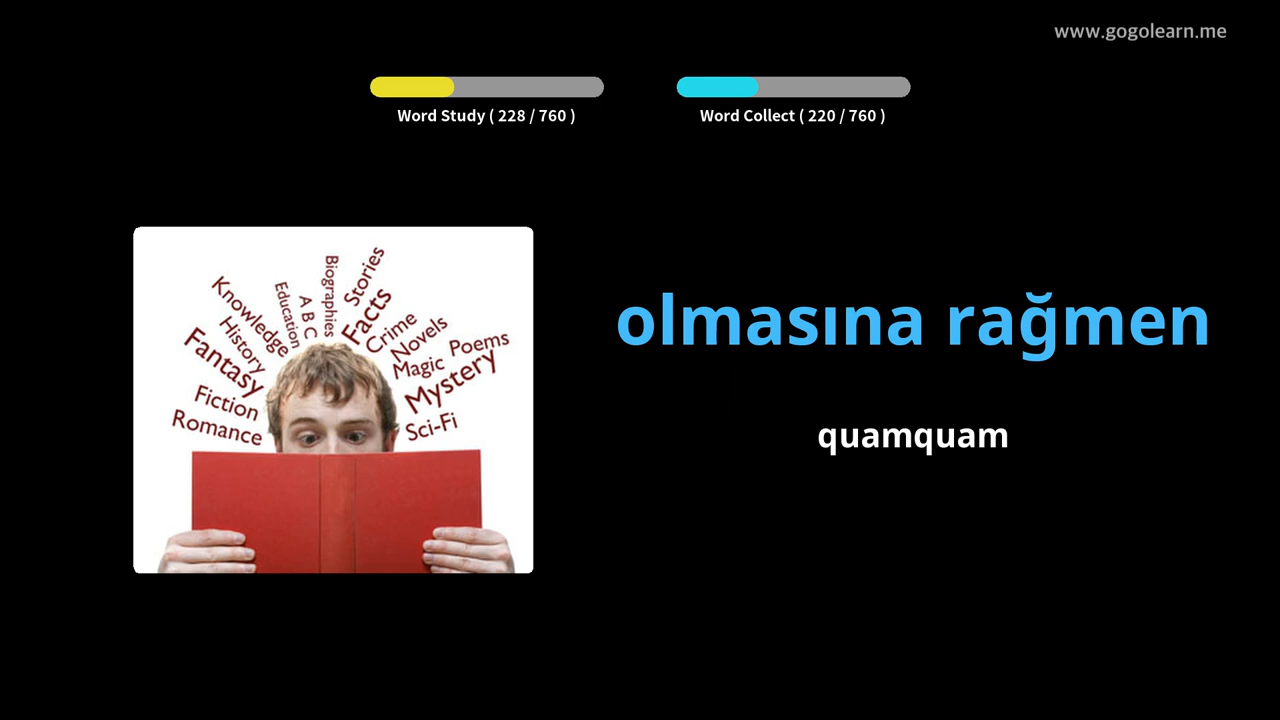 www.gogolearn.me
Word Study ( 228 / 760 )
Word Collect ( 220 / 760 )
Biographies
Stories
Knowledge
Education
A B C
Facts
History
Crime
Novels
Fantasy
Magic
Poems
Mystery
Fiction
Romance
Sci-Fi
olmasına rağmen
quamquam